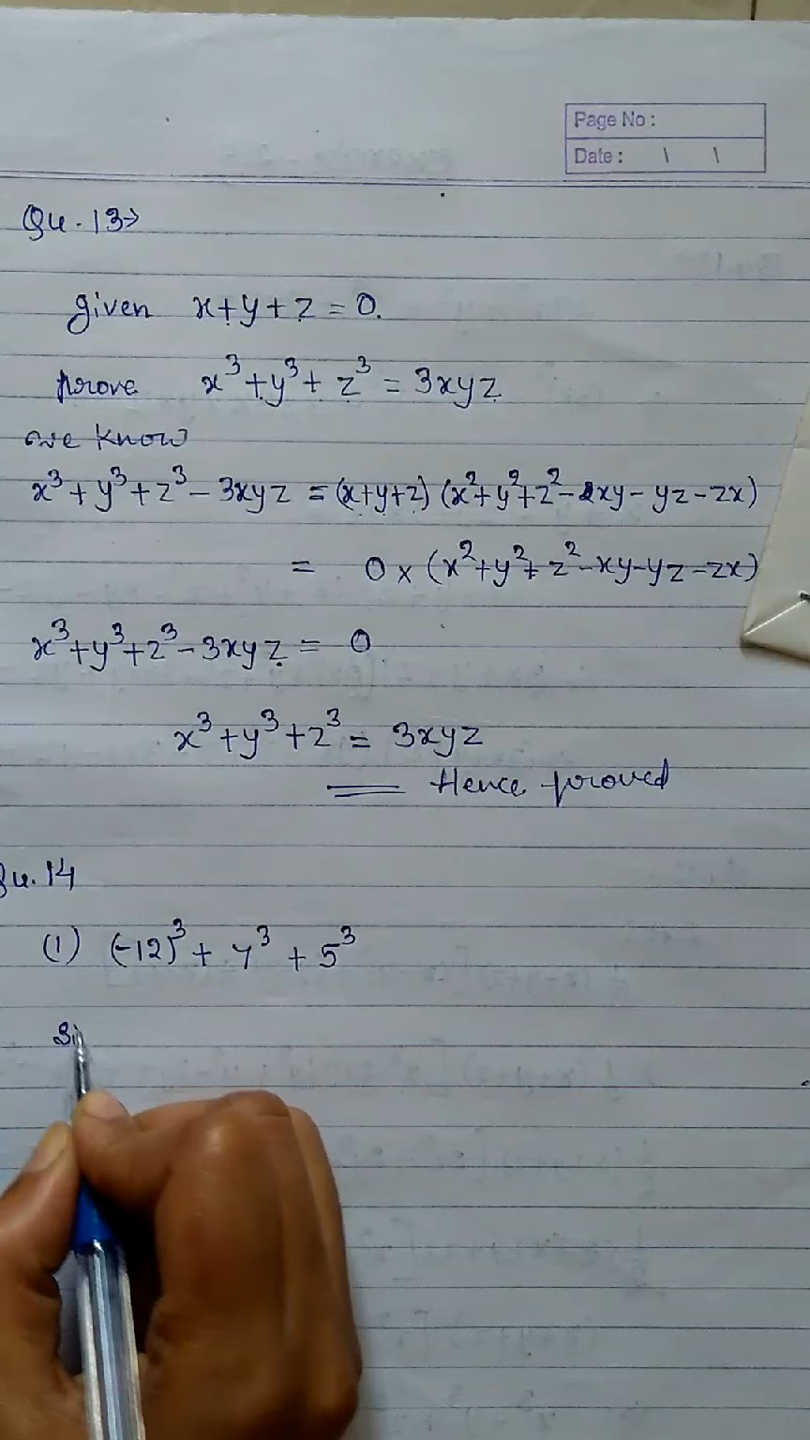 Page No :
Date : \ \
Qu. 13→
given x+y+z = 0.
prove x³+y³+z³ = 3xyz
we know
x³+y³+z³-3xyz = (x+y+z) (x²+y²+z²-xy-yz-zx)
= 0 × (x²+y²+z²-xy-yz-zx)
x³+y³+z³-3xyz = 0
x³+y³+z³ = 3xyz
Hence proved
Qu. 14
(1) (-12)³ + 7³ + 5³
Si